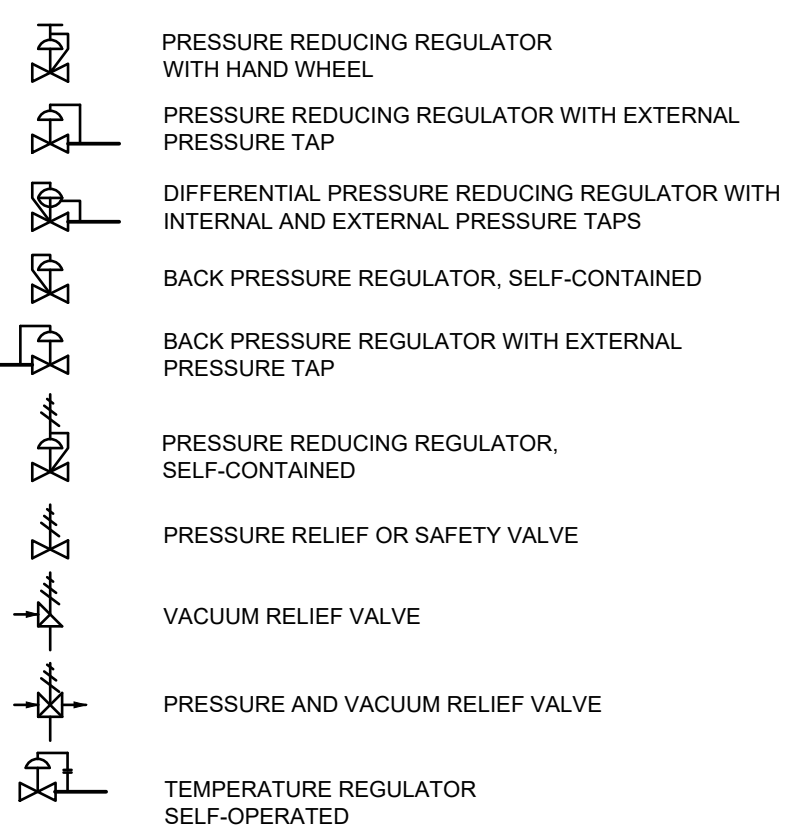 PRESSURE REDUCING REGULATOR
WITH HAND WHEEL
PRESSURE REDUCING REGULATOR WITH EXTERNAL
PRESSURE TAP
DIFFERENTIAL PRESSURE REDUCING REGULATOR WITH
INTERNAL AND EXTERNAL PRESSURE TAPS
BACK PRESSURE REGULATOR, SELF-CONTAINED
BACK PRESSURE REGULATOR WITH EXTERNAL
PRESSURE TAP
PRESSURE REDUCING REGULATOR,
SELF-CONTAINED
PRESSURE RELIEF OR SAFETY VALVE
VACUUM RELIEF VALVE
PRESSURE AND VACUUM RELIEF VALVE
TEMPERATURE REGULATOR
SELF-OPERATED